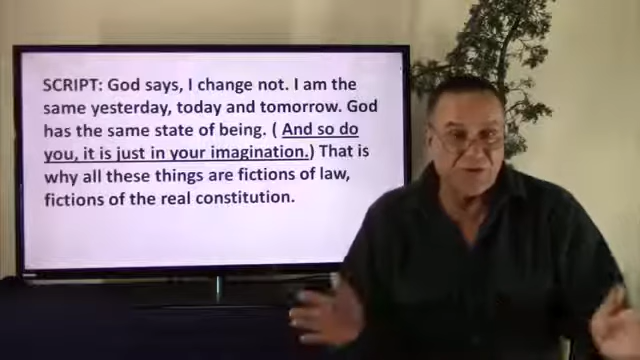 SCRIPT: God says, I change not. I am the
same yesterday, today and tomorrow. God
has the same state of being. ( And so do
you, it is just in your imagination.) That is
why all these things are fictions of law,
fictions of the real constitution.